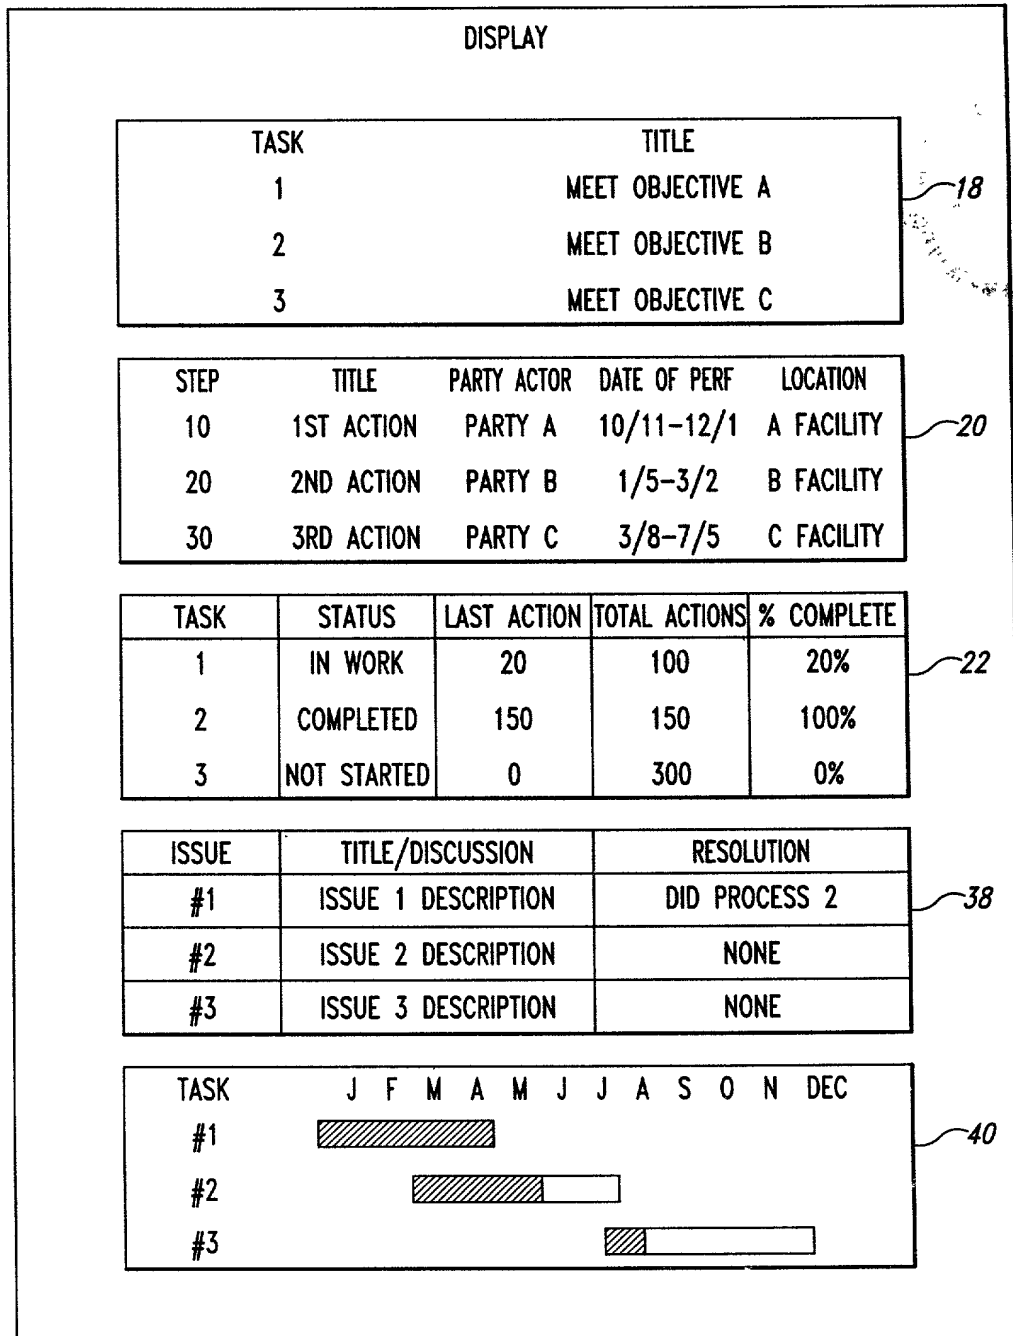 DISPLAY
TASK TITLE
1 MEET OBJECTIVE A
2 MEET OBJECTIVE B
3 MEET OBJECTIVE C
18
STEP TITLE PARTY ACTOR DATE OF PERF LOCATION
10 1ST ACTION PARTY A 10/11-12/1 A FACILITY
20 2ND ACTION PARTY B 1/5-3/2 B FACILITY
30 3RD ACTION PARTY C 3/8-7/5 C FACILITY
20
TASK STATUS LAST ACTION TOTAL ACTIONS % COMPLETE
1 IN WORK 20 100 20%
2 COMPLETED 150 150 100%
3 NOT STARTED 0 300 0%
22
ISSUE TITLE/DISCUSSION RESOLUTION
#1 ISSUE 1 DESCRIPTION DID PROCESS 2
#2 ISSUE 2 DESCRIPTION NONE
#3 ISSUE 3 DESCRIPTION NONE
38
TASK J F M A M J J A S O N DEC
#1
#2
#3
40